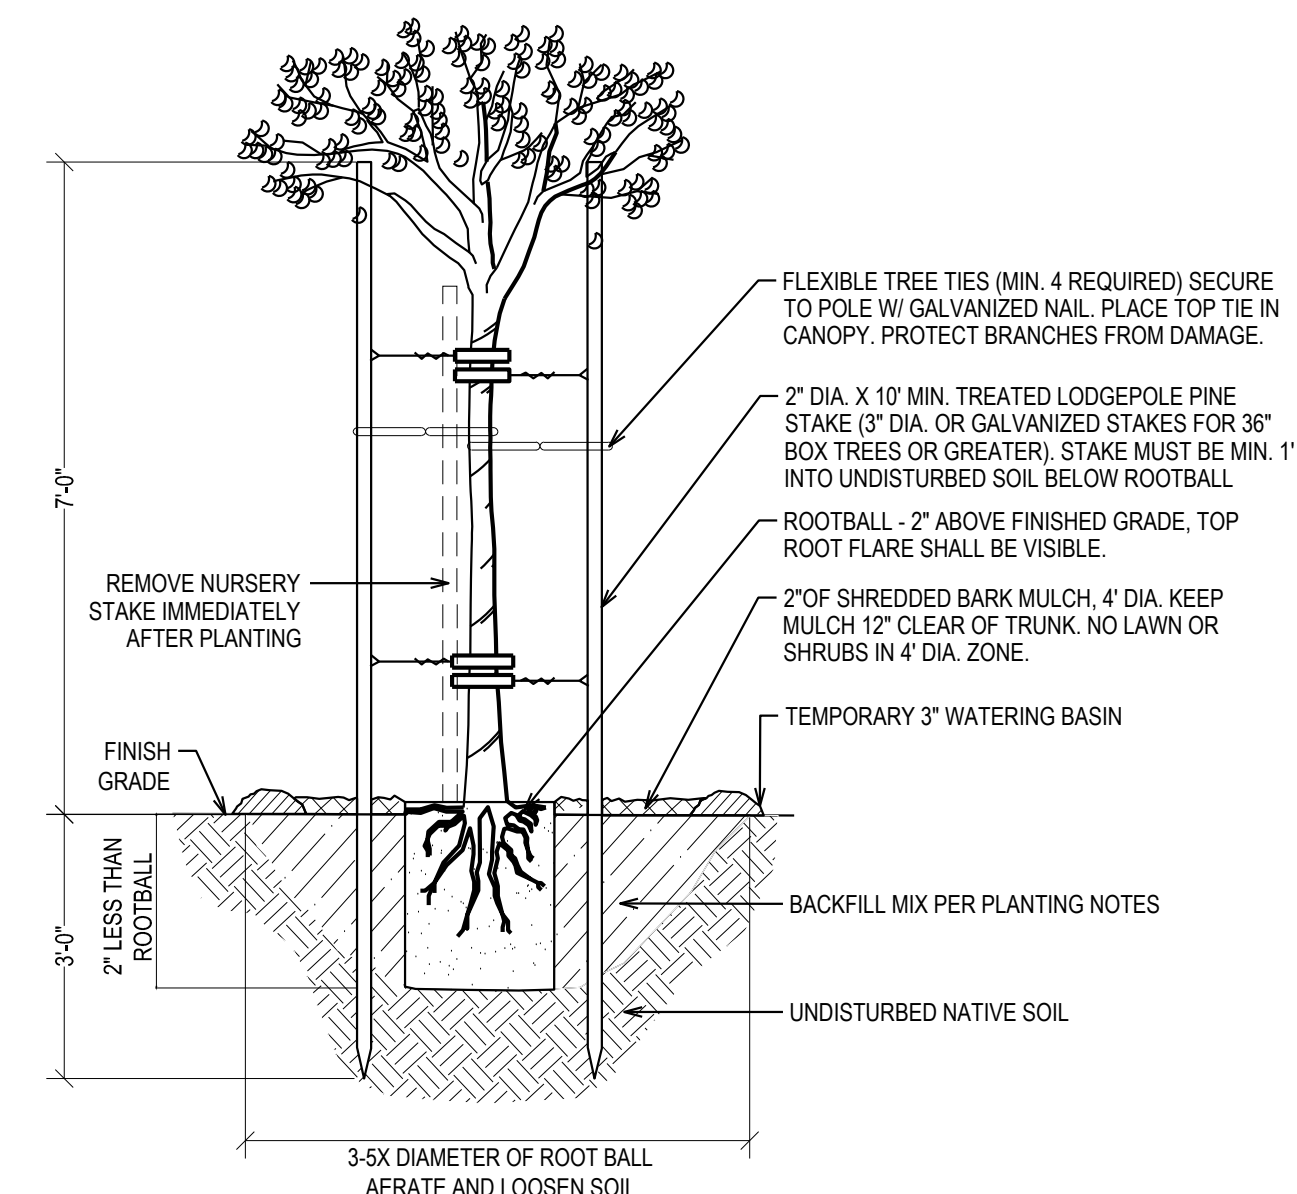 FLEXIBLE TREE TIES (MIN. 4 REQUIRED) SECURE
TO POLE W/ GALVANIZED NAIL. PLACE TOP TIE IN
CANOPY. PROTECT BRANCHES FROM DAMAGE.
2" DIA. X 10' MIN. TREATED LODGEPOLE PINE
STAKE (3" DIA. OR GALVANIZED STAKES FOR 36"
BOX TREES OR GREATER). STAKE MUST BE MIN. 1'
INTO UNDISTURBED SOIL BELOW ROOTBALL
ROOTBALL - 2" ABOVE FINISHED GRADE, TOP
ROOT FLARE SHALL BE VISIBLE.
2"OF SHREDDED BARK MULCH, 4' DIA. KEEP
MULCH 12" CLEAR OF TRUNK. NO LAWN OR
SHRUBS IN 4' DIA. ZONE.
TEMPORARY 3" WATERING BASIN
BACKFILL MIX PER PLANTING NOTES
UNDISTURBED NATIVE SOIL
7'-0"
REMOVE NURSERY
STAKE IMMEDIATELY
AFTER PLANTING
FINISH
GRADE
3'-0"
2" LESS THAN
ROOTBALL
3-5X DIAMETER OF ROOT BALL
AERATE AND LOOSEN SOIL